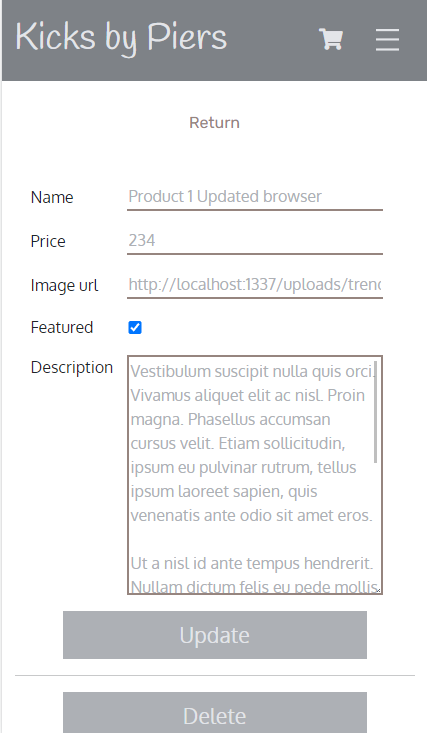 Kicks by Piers
Return
Name
Product 1 Updated browser
Price
234
Image url
http://localhost:1337/uploads/trend
Featured
Description
Vestibulum suscipit nulla quis orci.
Vivamus aliquet elit ac nisl. Proin
magna. Phasellus accumsan
cursus velit. Etiam sollicitudin,
ipsum eu pulvinar rutrum, tellus
ipsum laoreet sapien, quis
venenatis ante odio sit amet eros.
Ut a nisl id ante tempus hendrerit.
Nullam dictum felis eu pede mollis
Update
Delete